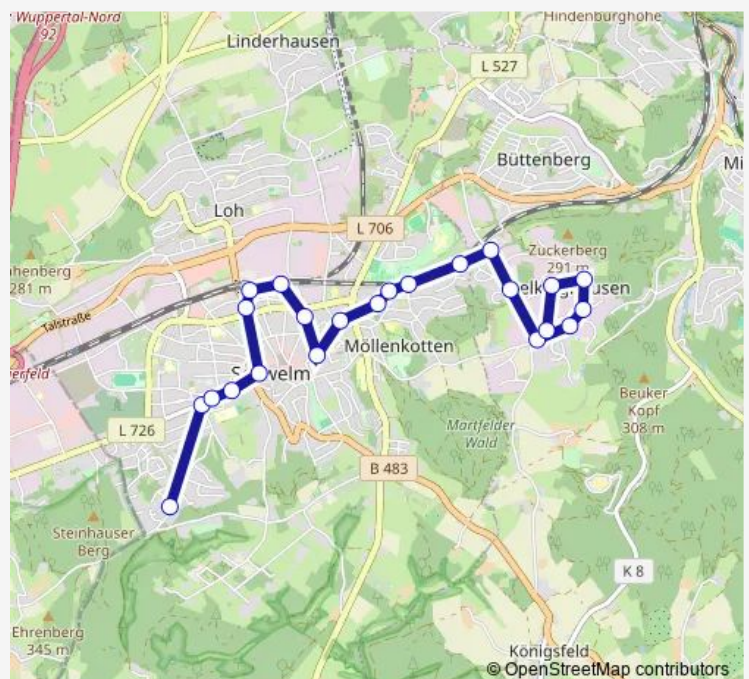 Wuppertal-Nord
92
Hindenburghöhe
Linderhausen
L 527
Büttenberg
Mi
Loh
L 706
Zuckerberg
291 m
281 m
Talstraße
Möllenkotten
L 726
Beuker
Kopf
308 m
Martfelder
Wald
B 483
Steinhauser
Berg
K 8
Ehrenberg
345 m
Königsfeld
© OpenStreetMap contributors